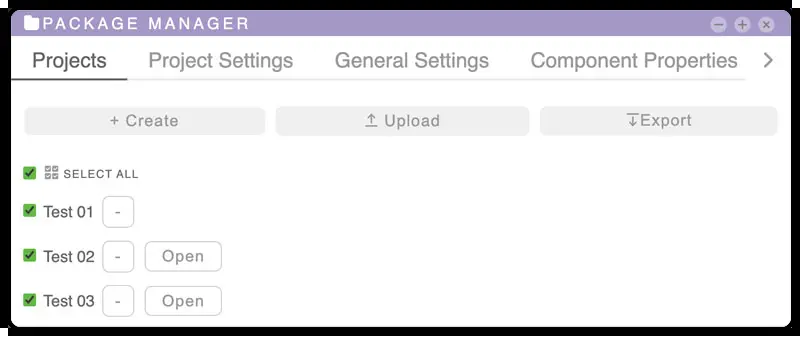 PACKAGE MANAGER
Projects Project Settings General Settings Component Properties
+ Create Upload Export
SELECT ALL
Test 01 -
Test 02 - Open
Test 03 - Open